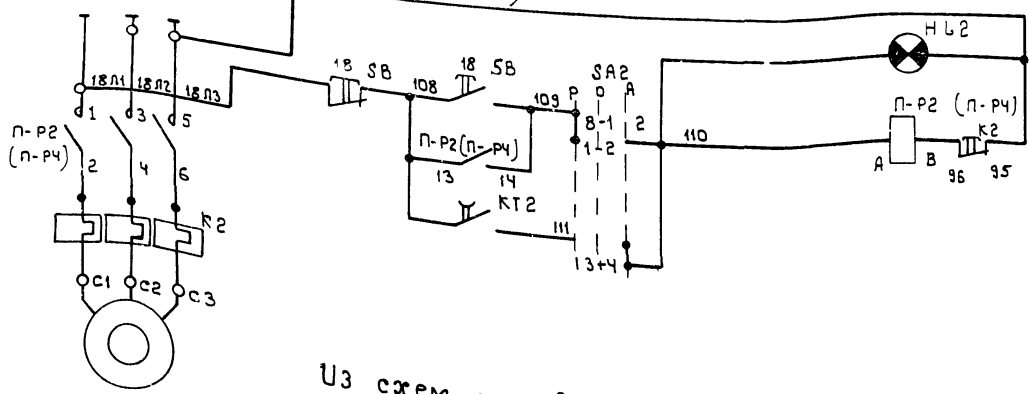 HL2
18 SB
18 SB
SA2
18Л1 18Л2 18Л3
108
109
P O A
1 3 5
8-1 2
П-Р2 (П-Р4)
П-Р2
(П-Р4)
П-Р2(П-Р4)
1-2
110
К2
2 4 6
13 14
A B
96 95
КТ2
К2
111
3+4
С1 С2 С3
Из схем